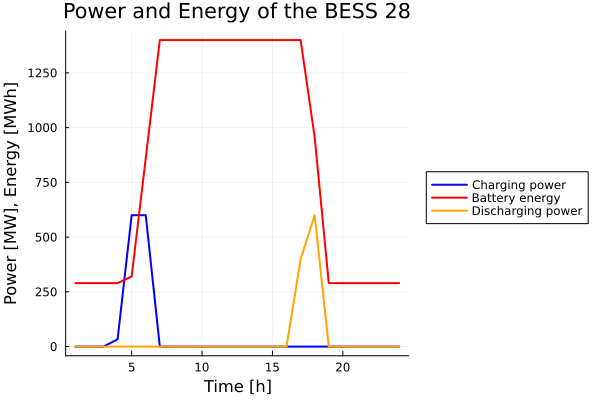 Power and Energy of the BESS 28
Power [MW], Energy [MWh]
1250
1000
750
500
250
0
5
10
15
20
Time [h]
Charging power
Battery energy
Discharging power